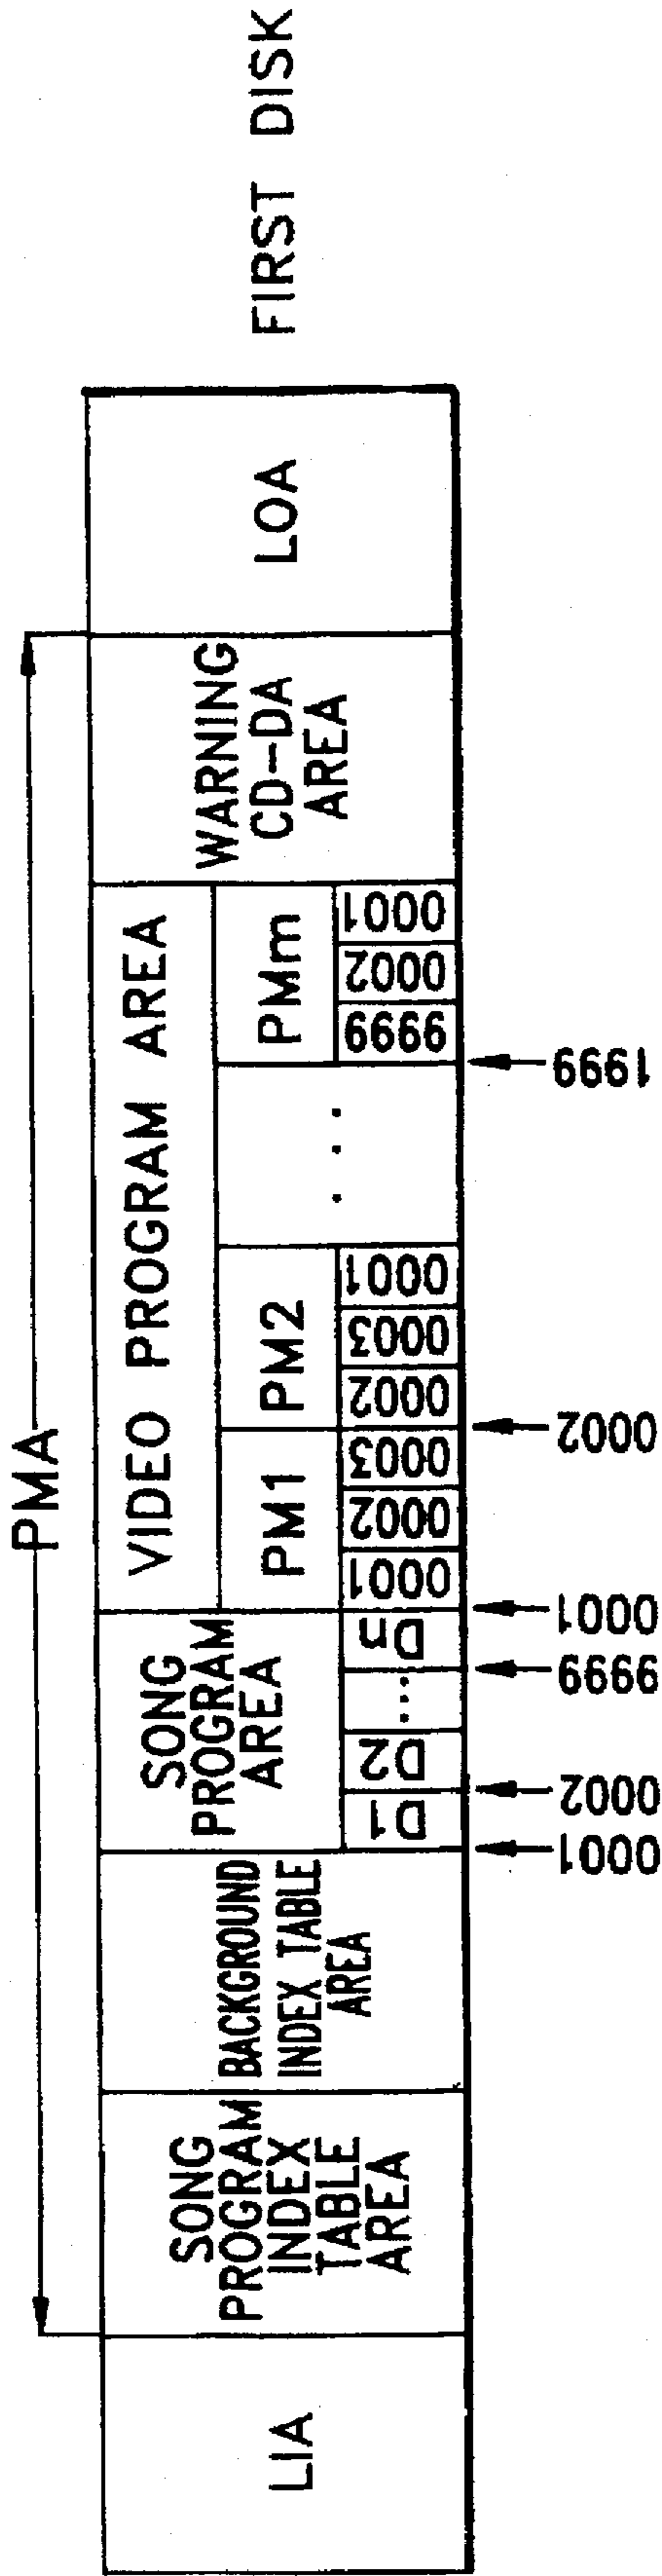 FIRST DISK
PMA
LIA
SONG PROGRAM INDEX TABLE AREA
BACKGROUND INDEX TABLE AREA
SONG PROGRAM AREA
VIDEO PROGRAM AREA
WARNING CD-DA AREA
LOA
PM1 PM2 ... PMm
D1 D2 ... Dn 0001 0002 0003 0002 0003 0001 9999 0002 0001
0001 0002 9999 0001 0002 1999